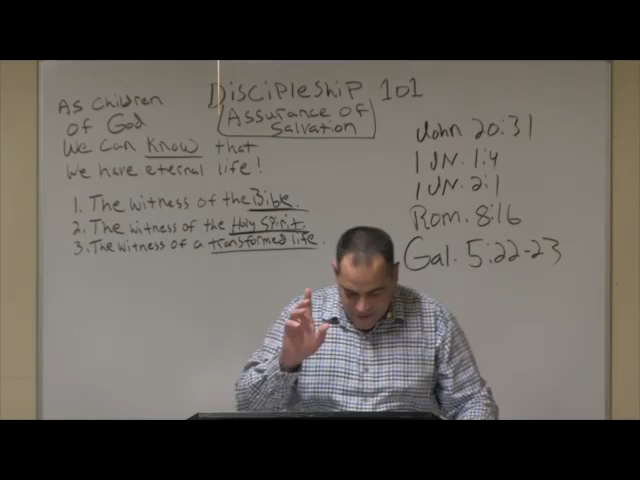 Discipleship 101
Assurance of
Salvation
As children
of God
We can know that
We have eternal life!
1. The witness of the Bible.
2. The witness of the Holy Spirit.
3. The witness of a transformed life.
John 20:31
1 JN. 1:4
1 JN. 2:1
Rom. 8:16
Gal. 5:22-23